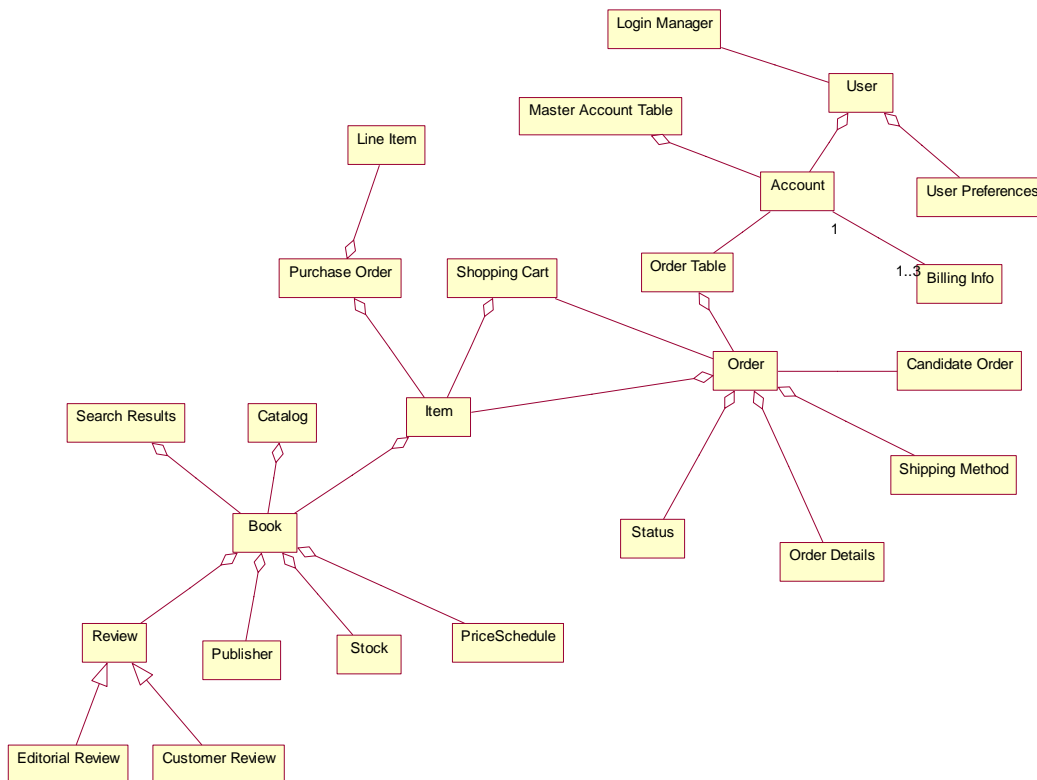 Login Manager
User
Master Account Table
Line Item
Account
User Preferences
1
Purchase Order
Shopping Cart
Order Table
1..3
Billing Info
Order
Candidate Order
Search Results
Catalog
Item
Shipping Method
Book
Status
Order Details
Review
Publisher
Stock
PriceSchedule
Editorial Review
Customer Review